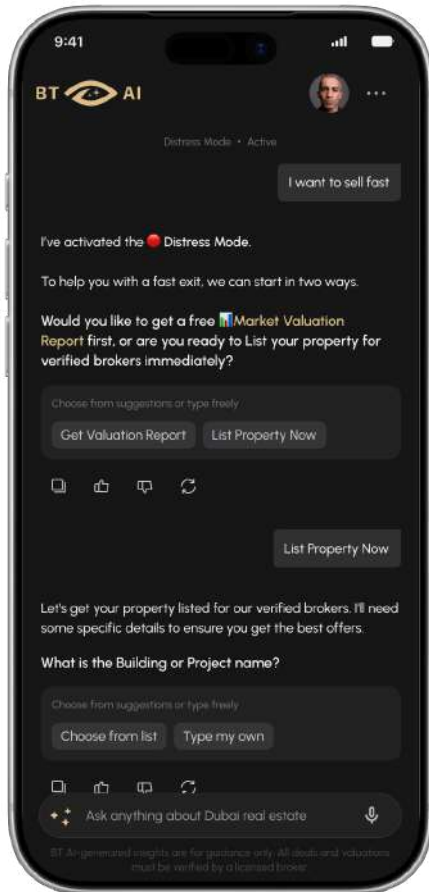 9:41
BT AI
Distress Mode • Active
I want to sell fast
I've activated the 🔴 Distress Mode.
To help you with a fast exit, we can start in two ways.
Would you like to get a free 📊Market Valuation
Report first, or are you ready to List your property for
verified brokers immediately?
Choose from suggestions or type freely
Get Valuation Report
List Property Now
List Property Now
Let's get your property listed for our verified brokers. I'll need
some specific details to ensure you get the best offers.
What is the Building or Project name?
Choose from suggestions or type freely
Choose from list
Type my own
Ask anything about Dubai real estate
BT AI-generated insights are for guidance only. All deals and valuations
must be verified by a licensed broker